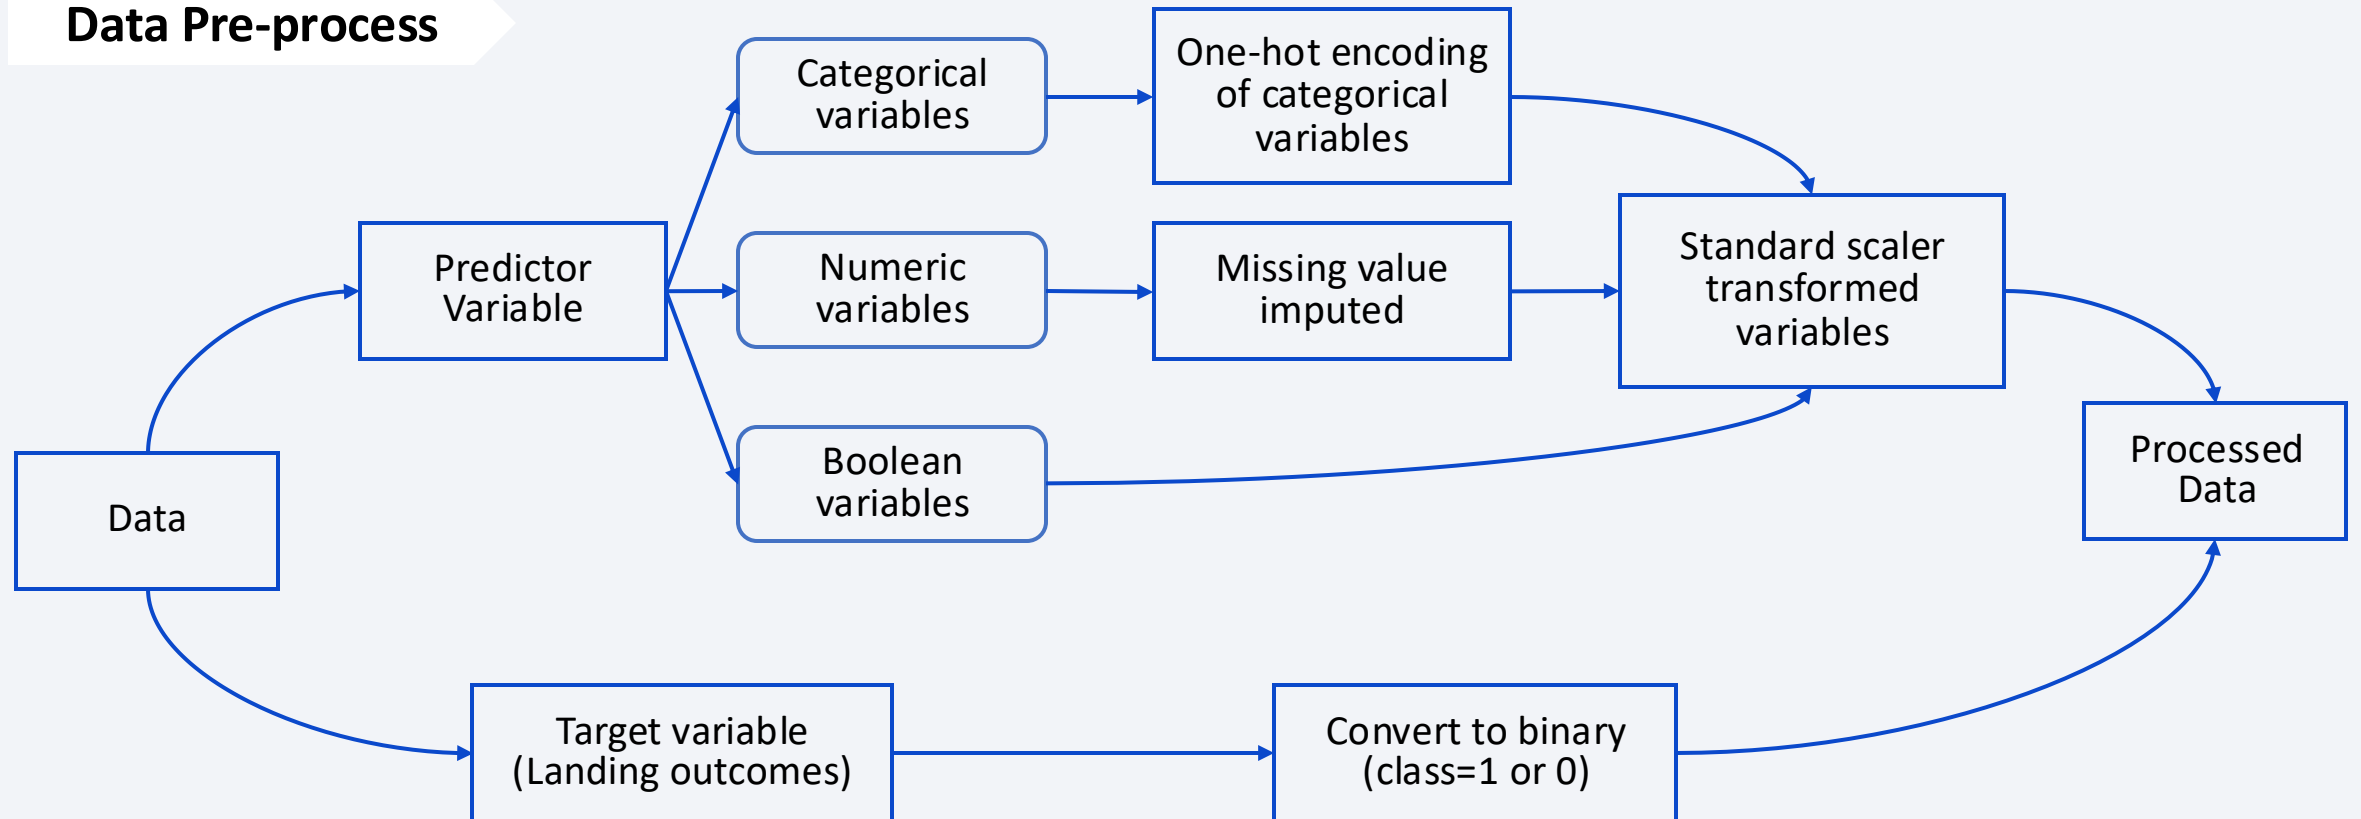 Data Pre-process
Categorical
variables
One-hot encoding
of categorical
variables
Predictor
Variable
Numeric
variables
Missing value
imputed
Standard scaler
transformed
variables
Boolean
variables
Data
Processed
Data
Target variable
(Landing outcomes)
Convert to binary
(class=1 or 0)